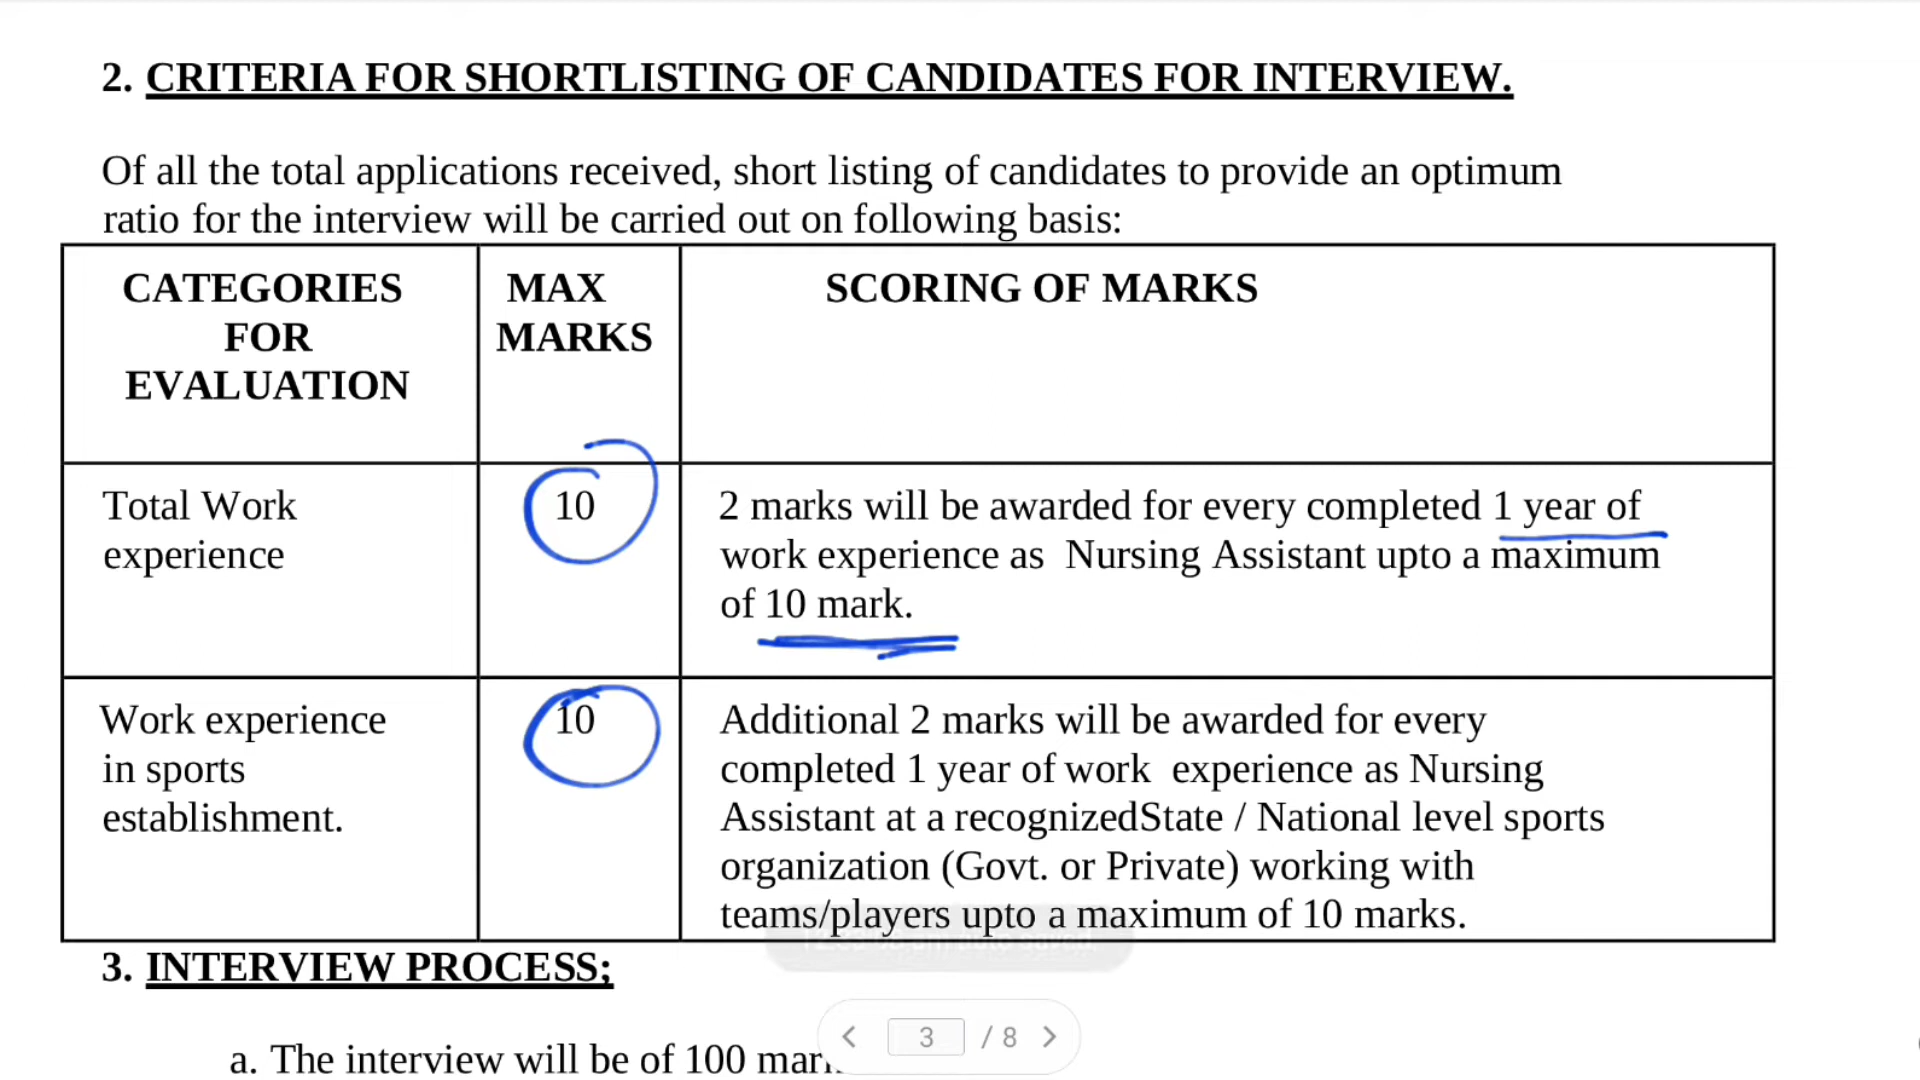 2. CRITERIA FOR SHORTLISTING OF CANDIDATES FOR INTERVIEW.
Of all the total applications received, short listing of candidates to provide an optimum
ratio for the interview will be carried out on following basis:
CATEGORIES
FOR
EVALUATION
MAX
MARKS
SCORING OF MARKS
Total Work
experience
10
2 marks will be awarded for every completed 1 year of
work experience as Nursing Assistant upto a maximum
of 10 mark.
Work experience
in sports
establishment.
10
Additional 2 marks will be awarded for every
completed 1 year of work experience as Nursing
Assistant at a recognizedState / National level sports
organization (Govt. or Private) working with
teams/players upto a maximum of 10 marks.
3. INTERVIEW PROCESS;
a. The interview will be of 100
3 / 8